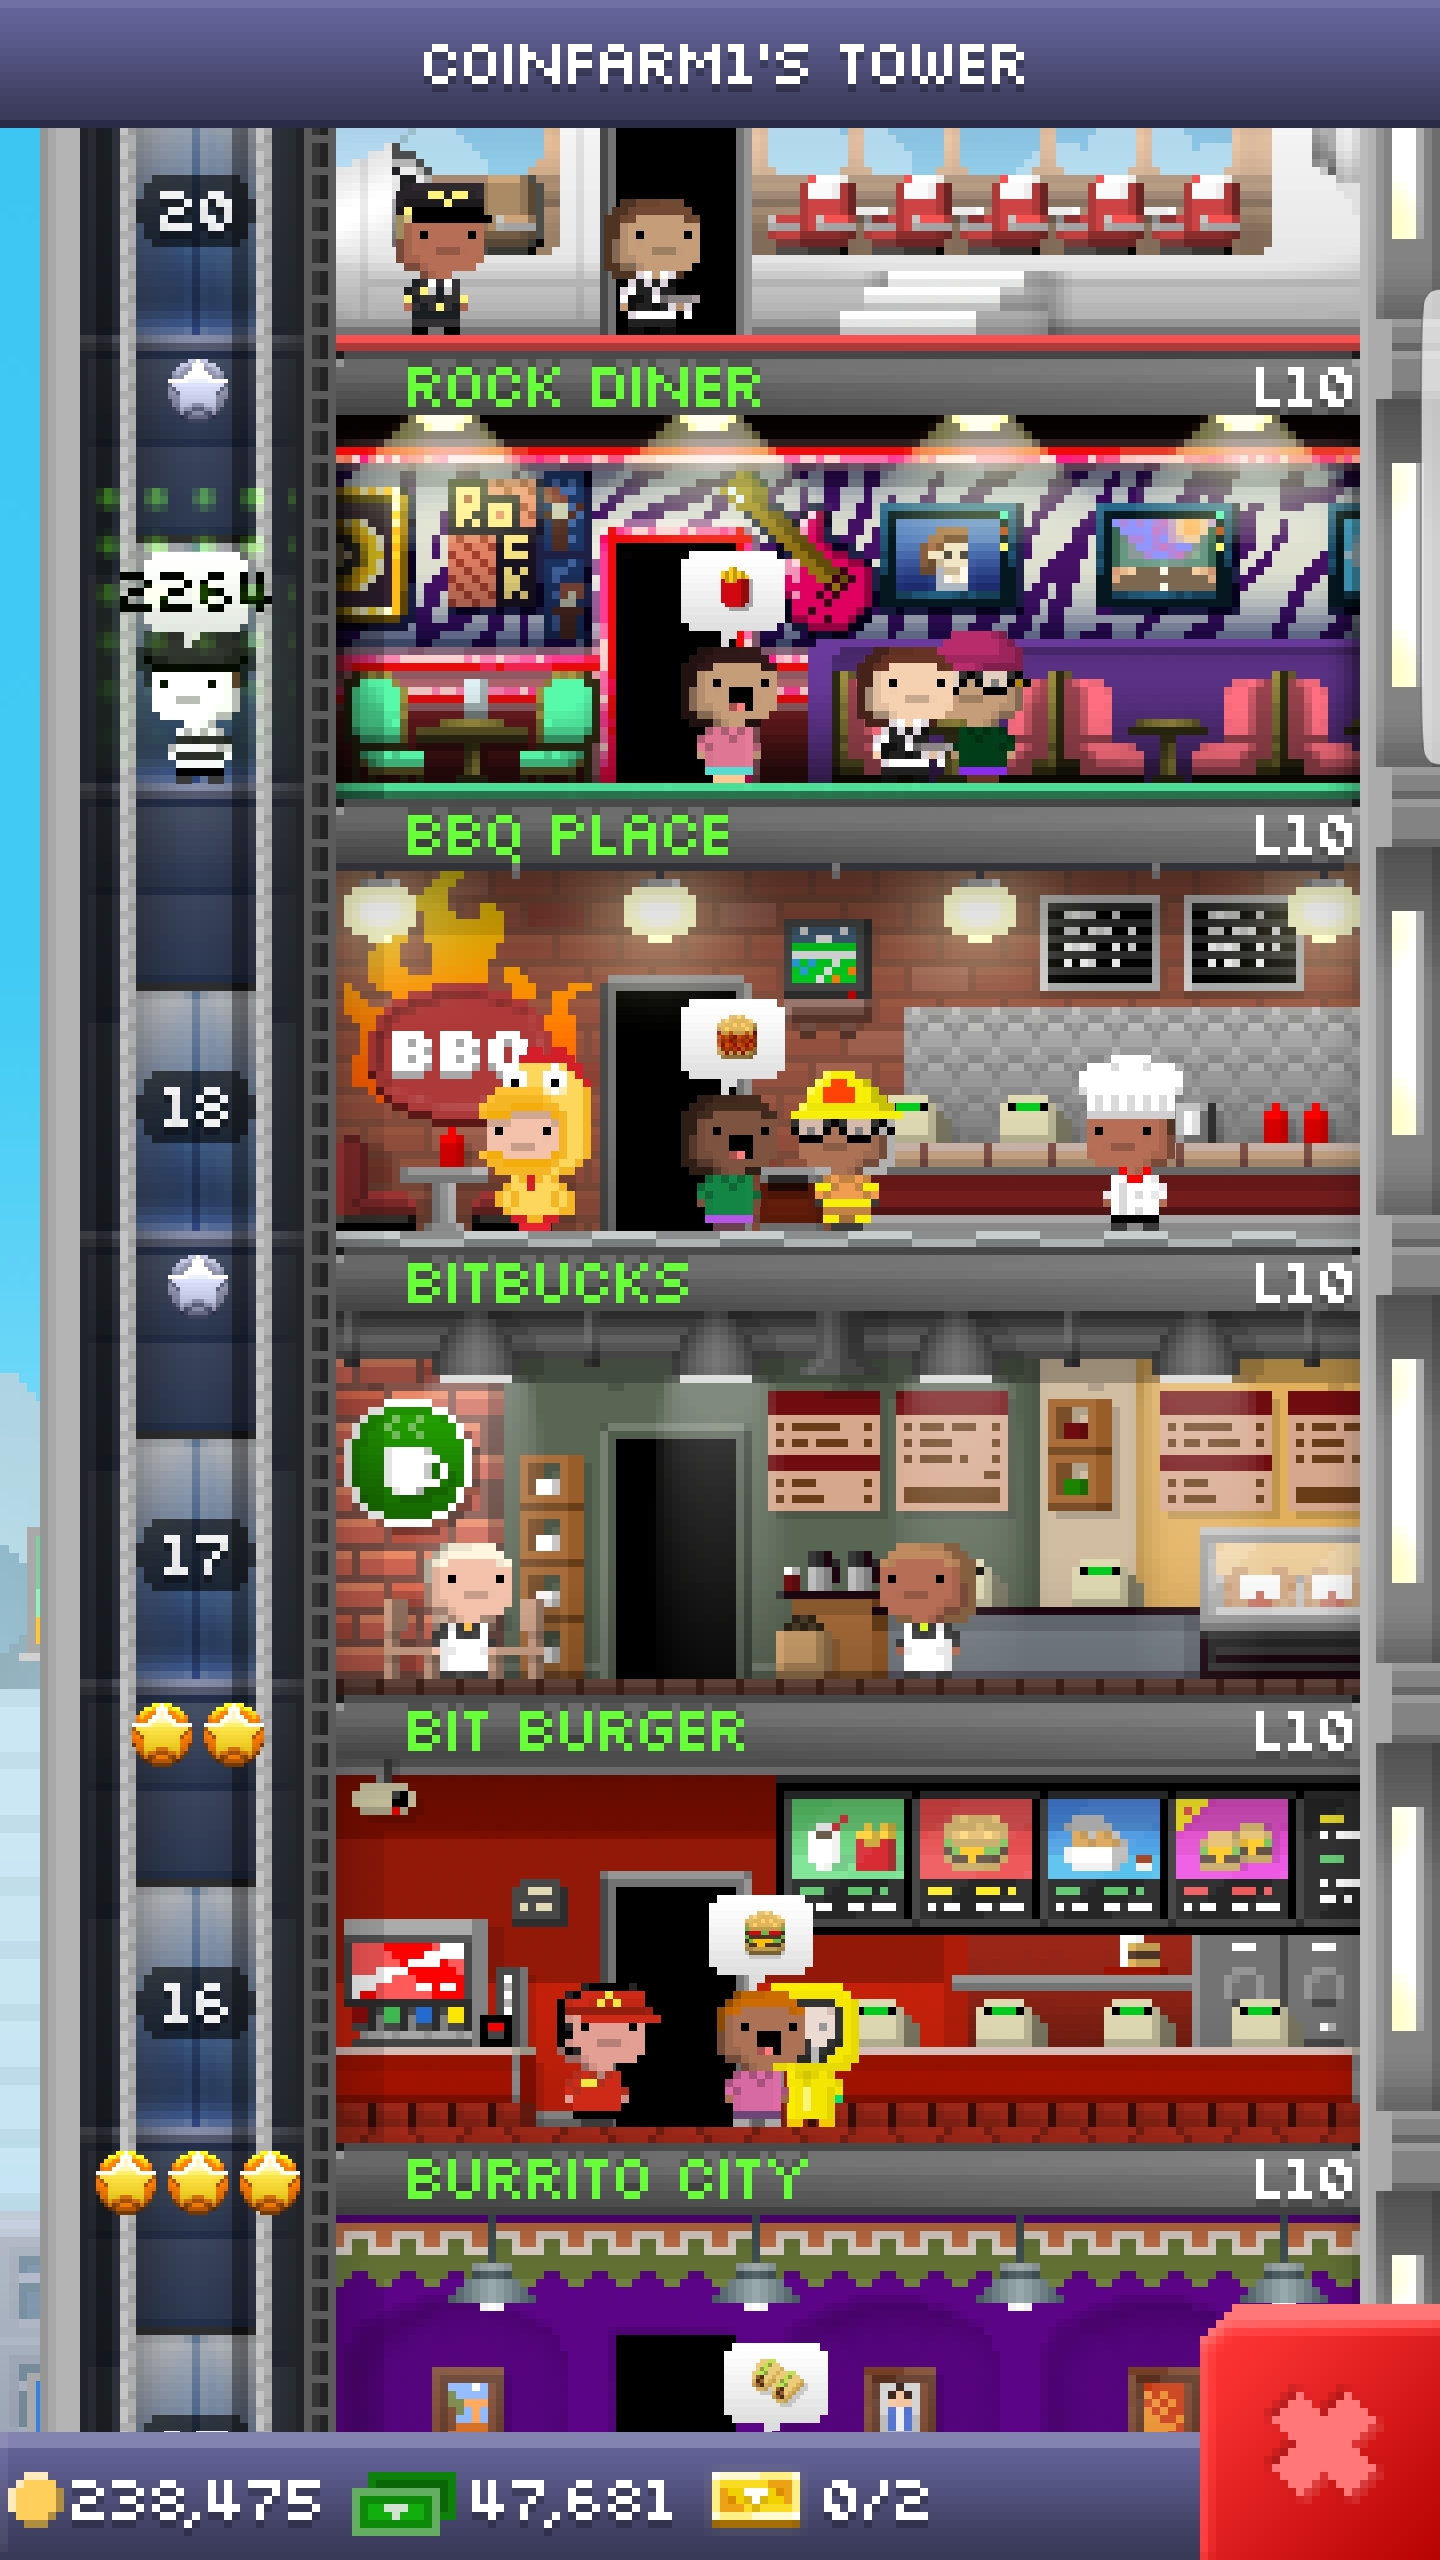 COINFARM1'S TOWER
20
ROCK DINER L10
2264
BBQ PLACE L10
BBQ
18
BITBUCKS L10
17
BIT BURGER L10
16
BURRITO CITY L10
238,475 47,681 0/2